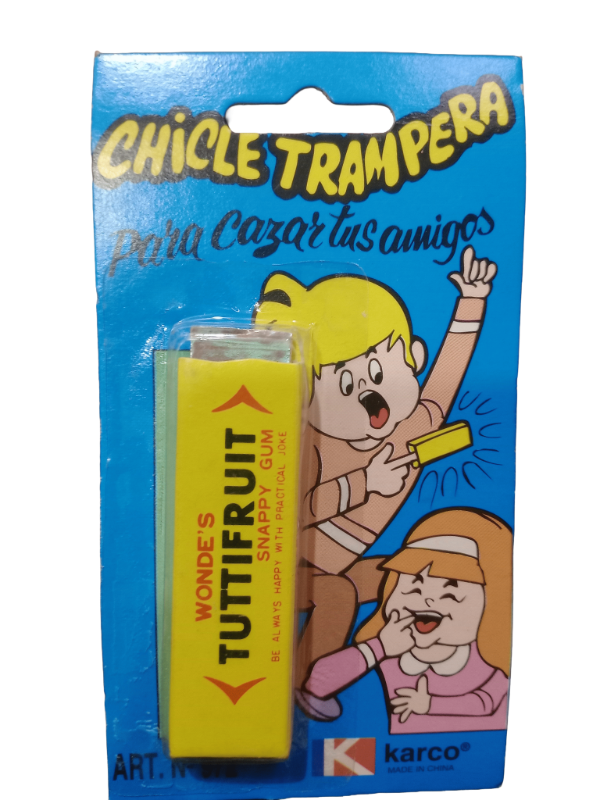 CHICLE TRAMPERA
para cazar tus amigos
WONDE'S
TUTTIFRUIT
SNAPPY GUM
BE ALWAYS HAPPY WITH PRACTICAL JOKE
ART. Nº
K karco®
MADE IN CHINA